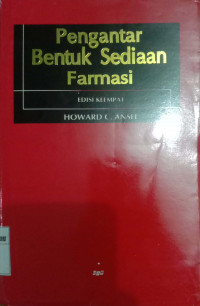 Pengantar
Bentuk Sediaan
Farmasi
EDISI KEEMPAT
HOWARD C. ANSEL